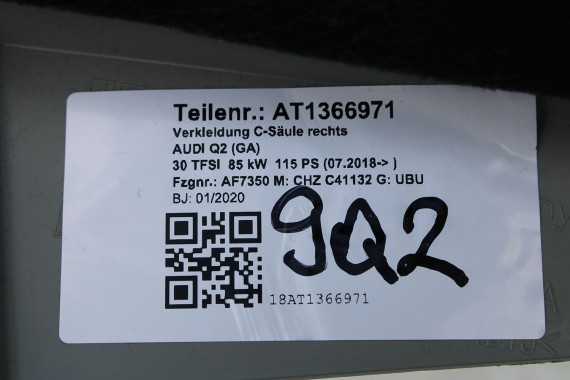 Teilenr.: AT1366971
Verkleidung C-Säule rechts
AUDI Q2 (GA)
30 TFSI 85 kW 115 PS (07.2018-> )
Fzgnr.: AF7350 M: CHZ C41132 G: UBU
BJ: 01/2020
9Q2
18AT1366971